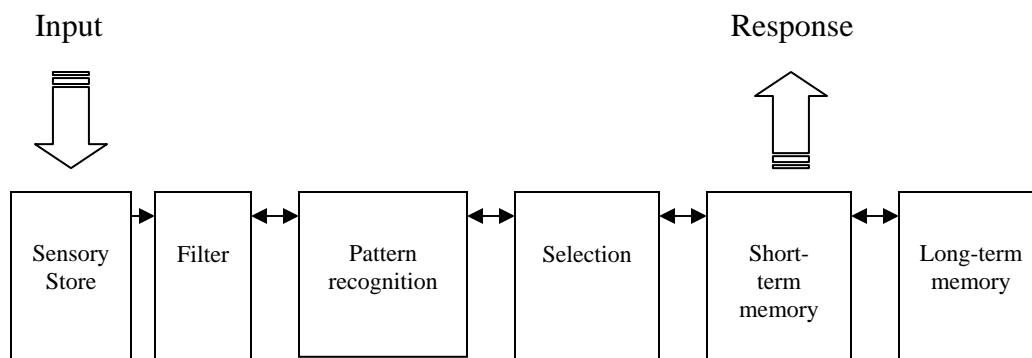 Input
Response
Sensory
Store
Filter
Pattern
recognition
Selection
Short-
term
memory
Long-term
memory